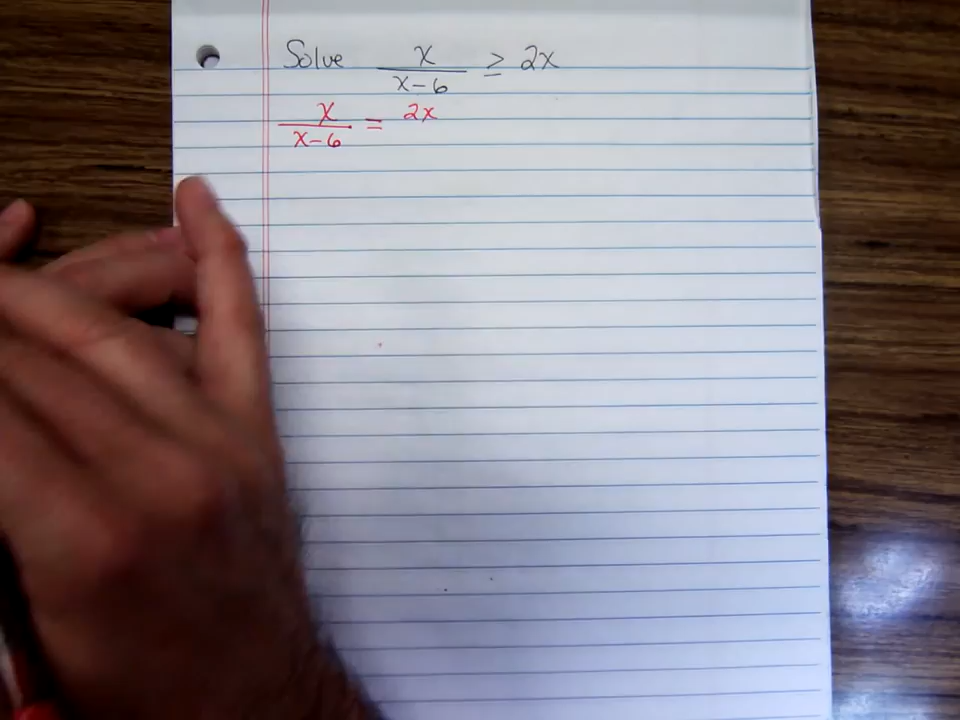 Solve x/(x-6) ≥ 2x
x/(x-6) = 2x